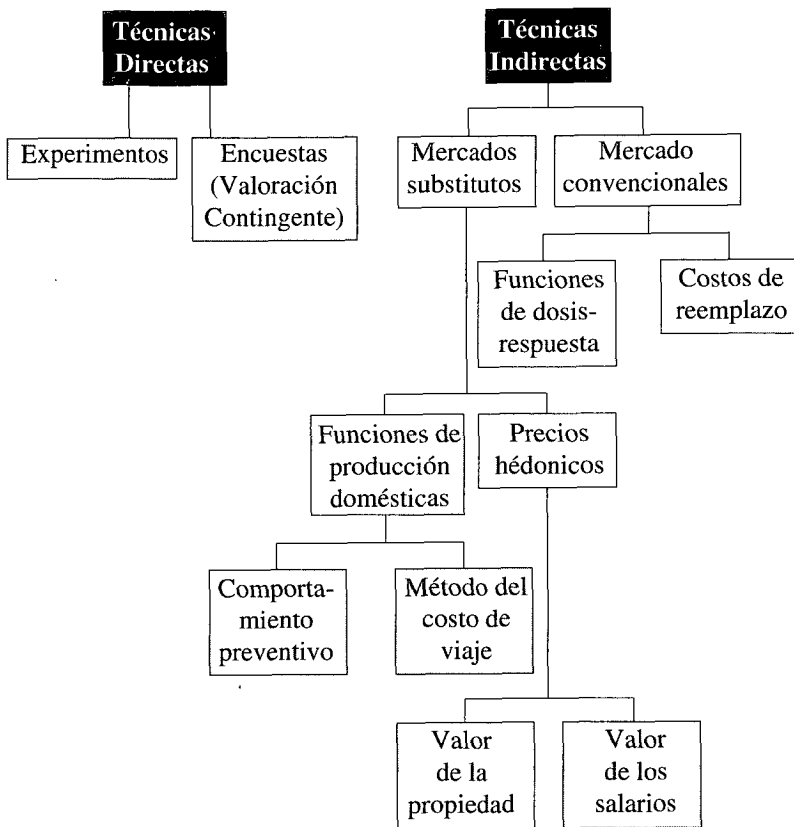 Técnicas
Directas
Técnicas
Indirectas
Experimentos
Encuestas
(Valoración
Contingente)
Mercados
substitutos
Mercado
convencionales
Funciones
de dosis-
respuesta
Costos de
reemplazo
Funciones de
producción
domésticas
Precios
hédonicos
Comporta-
miento
preventivo
Método del
costo de
viaje
Valor
de la
propiedad
Valor
de los
salarios